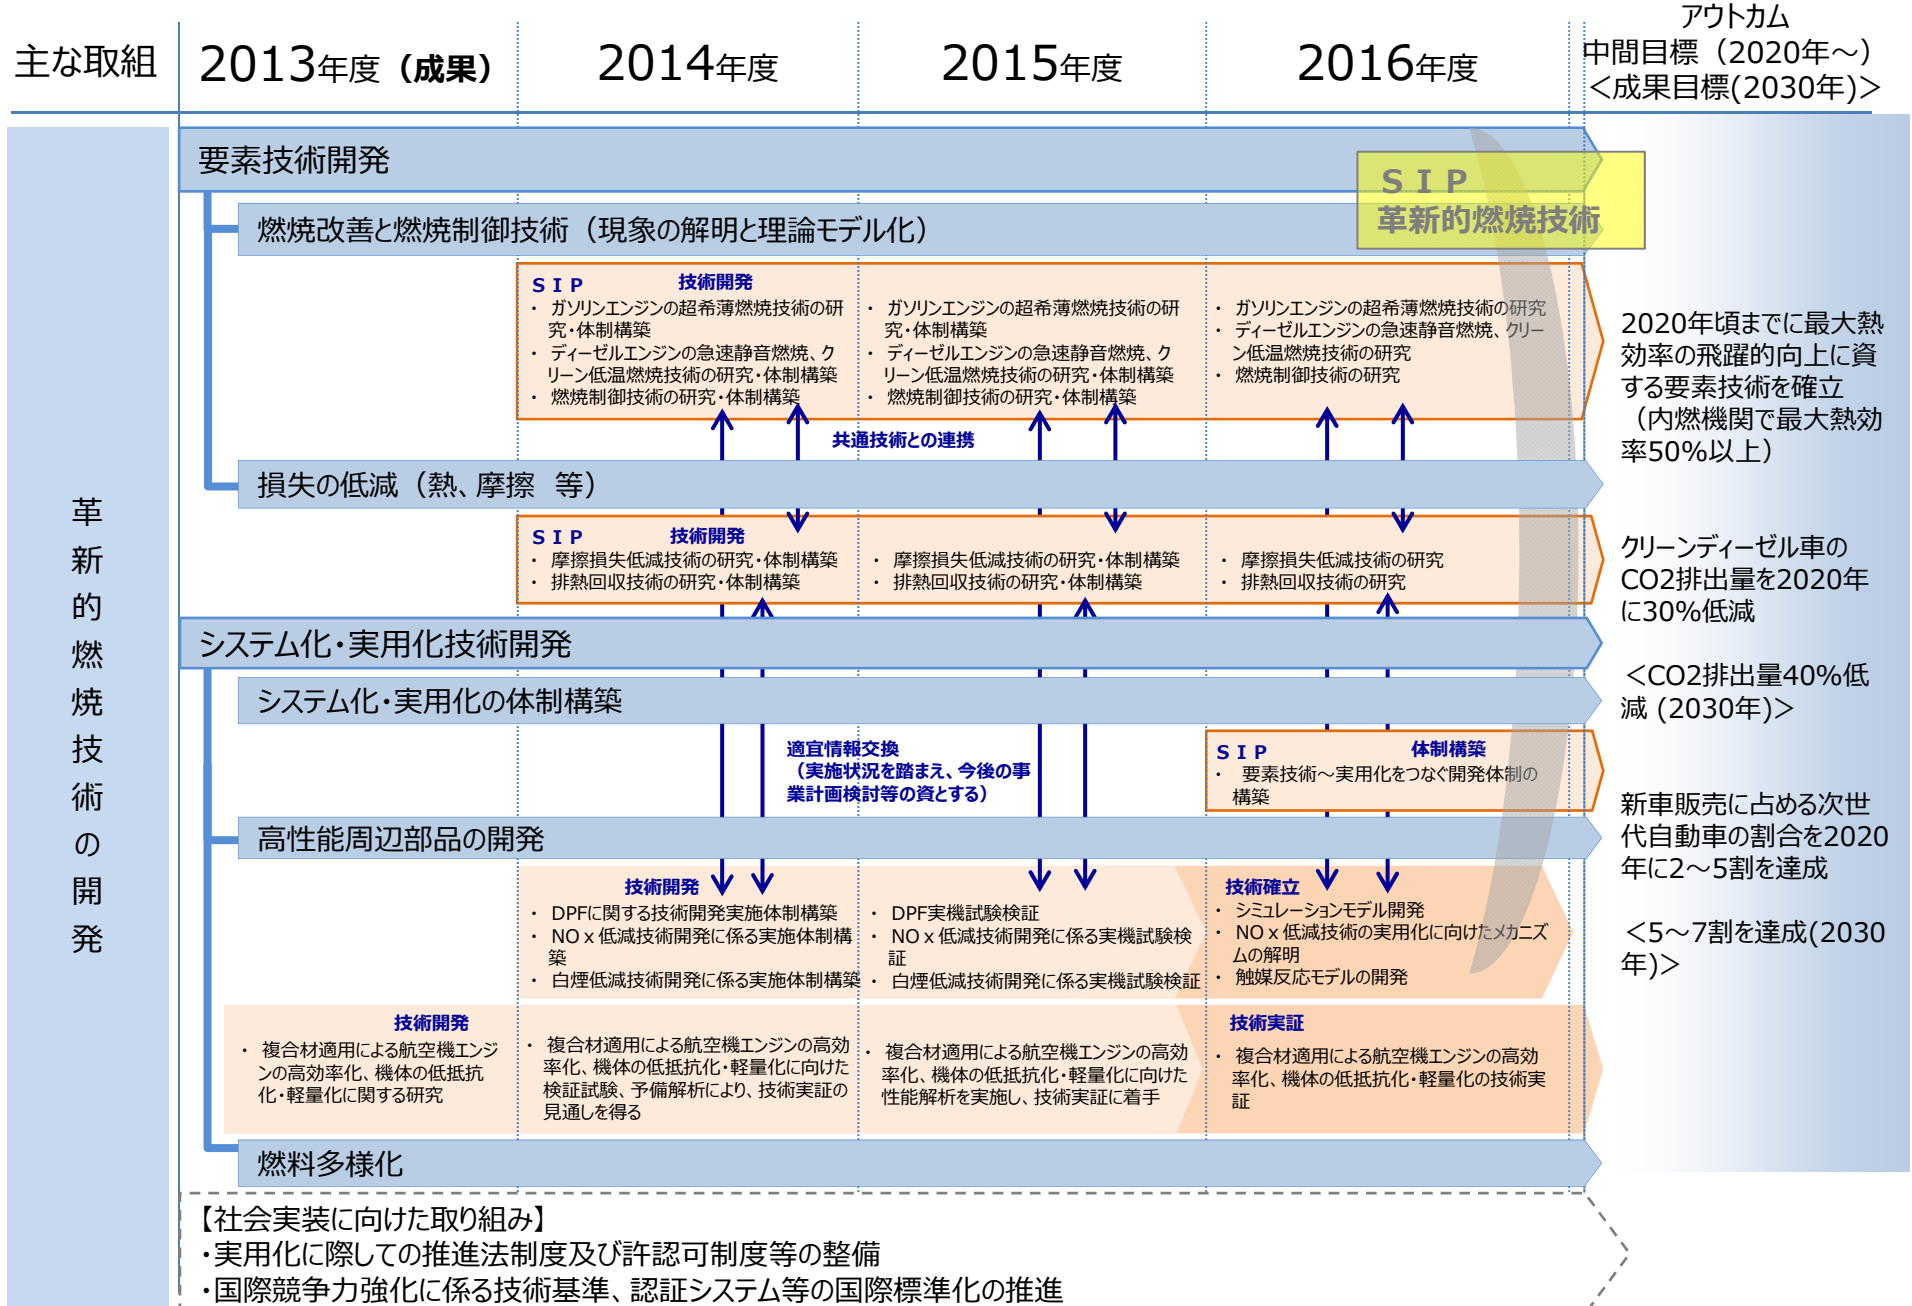 主な取組
2013年度（成果）
2014年度
2015年度
2016年度
アウトカム
中間目標（2020年～）
＜成果目標(2030年)＞
革新的燃焼技術の開発
要素技術開発
ＳＩＰ
革新的燃焼技術
燃焼改善と燃焼制御技術（現象の解明と理論モデル化）
ＳＩＰ
技術開発
・ ガソリンエンジンの超希薄燃焼技術の研
究・体制構築
・ ディーゼルエンジンの急速静音燃焼、ク
リーン低温燃焼技術の研究・体制構築
・ 燃焼制御技術の研究・体制構築
・ ガソリンエンジンの超希薄燃焼技術の研
究・体制構築
・ ディーゼルエンジンの急速静音燃焼、ク
リーン低温燃焼技術の研究・体制構築
・ 燃焼制御技術の研究・体制構築
・ ガソリンエンジンの超希薄燃焼技術の研究
・ ディーゼルエンジンの急速静音燃焼、クリー
ン低温燃焼技術の研究
・ 燃焼制御技術の研究
共通技術との連携
損失の低減（熱、摩擦　等）
ＳＩＰ
技術開発
・ 摩擦損失低減技術の研究・体制構築
・ 排熱回収技術の研究・体制構築
・ 摩擦損失低減技術の研究・体制構築
・ 排熱回収技術の研究・体制構築
・ 摩擦損失低減技術の研究
・ 排熱回収技術の研究
システム化・実用化技術開発
システム化・実用化の体制構築
適宜情報交換
（実施状況を踏まえ、今後の事
業計画検討等の資とする）
ＳＩＰ
体制構築
・ 要素技術～実用化をつなぐ開発体制の
構築
高性能周辺部品の開発
技術開発
・ DPFに関する技術開発実施体制構築
・ NOｘ低減技術開発に係る実施体制構
築
・ 白煙低減技術開発に係る実施体制構築
・ DPF実機試験検証
・ NOｘ低減技術開発に係る実機試験検
証
・ 白煙低減技術開発に係る実機試験検証
技術確立
・ シミュレーションモデル開発
・ NOｘ低減技術の実用化に向けたメカニズ
ムの解明
・ 触媒反応モデルの開発
技術開発
・ 複合材適用による航空機エンジ
ンの高効率化、機体の低抵抗
化・軽量化に関する研究
・ 複合材適用による航空機エンジンの高効
率化、機体の低抵抗化・軽量化に向けた
検証試験、予備解析により、技術実証の
見通しを得る
・ 複合材適用による航空機エンジンの高効
率化、機体の低抵抗化・軽量化に向けた
性能解析を実施し、技術実証に着手
技術実証
・ 複合材適用による航空機エンジンの高効
率化、機体の低抵抗化・軽量化の技術実
証
燃料多様化
2020年頃までに最大熱
効率の飛躍的向上に資
する要素技術を確立
（内燃機関で最大熱効
率50％以上）
クリーンディーゼル車の
CO2排出量を2020年
に30％低減
＜CO2排出量40％低
減 (2030年)＞
新車販売に占める次世
代自動車の割合を2020
年に2～5割を達成
＜5～7割を達成(2030
年)＞
【社会実装に向けた取り組み】
・実用化に際しての推進法制度及び許認可制度等の整備
・国際競争力強化に係る技術基準、認証システム等の国際標準化の推進